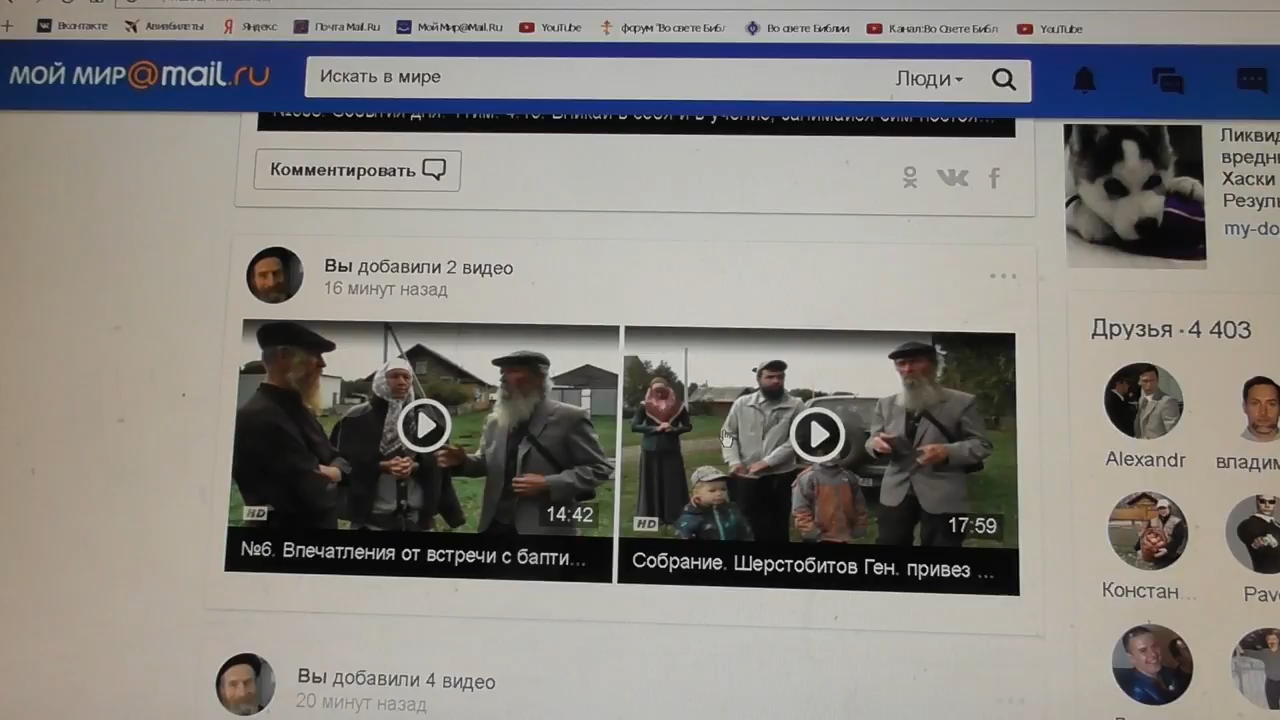 Вконтакте Авиабилеты Яндекс Почта Mail.Ru Мой Мир@Mail.Ru YouTube форум "Во свете Библ Во свете Библии Канал:Во Свете Библ YouTube
МОЙ МИР@mail.ru
Искать в мире
Люди
Комментировать
Ликвид
вредн
Хаски
Резул
my-do
Вы добавили 2 видео
16 минут назад
HD
14:42
№6. Впечатления от встречи с бапти...
HD
17:59
Собрание. Шерстобитов Ген. привез ...
Друзья · 4 403
Alexandr
владим
Констан...
Pav
Вы добавили 4 видео
20 минут назад